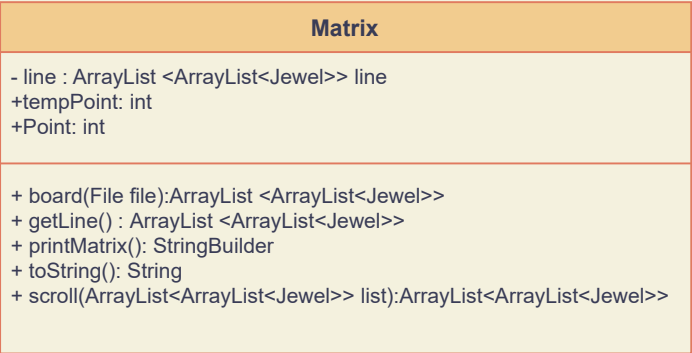 Matrix
- line : ArrayList <ArrayList<Jewel>> line
+tempPoint: int
+Point: int
+ board(File file):ArrayList <ArrayList<Jewel>>
+ getLine() : ArrayList <ArrayList<Jewel>>
+ printMatrix(): StringBuilder
+ toString(): String
+ scroll(ArrayList<ArrayList<Jewel>> list):ArrayList<ArrayList<Jewel>>